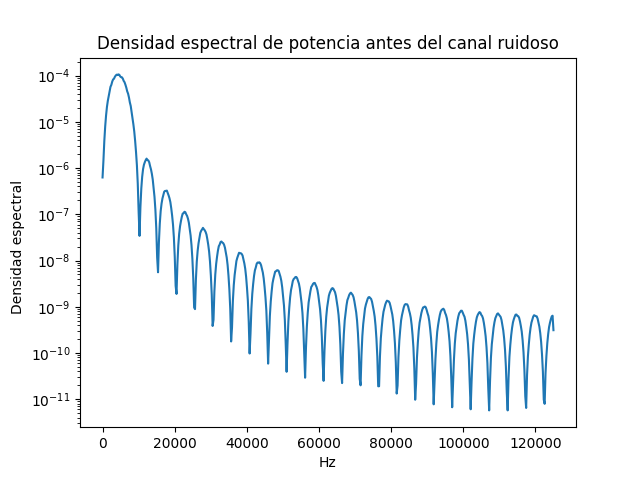 Densidad espectral de potencia antes del canal ruidoso
Densidad espectral
10⁻⁴
10⁻⁵
10⁻⁶
10⁻⁷
10⁻⁸
10⁻⁹
10⁻¹⁰
10⁻¹¹
0 20000 40000 60000 80000 100000 120000
Hz